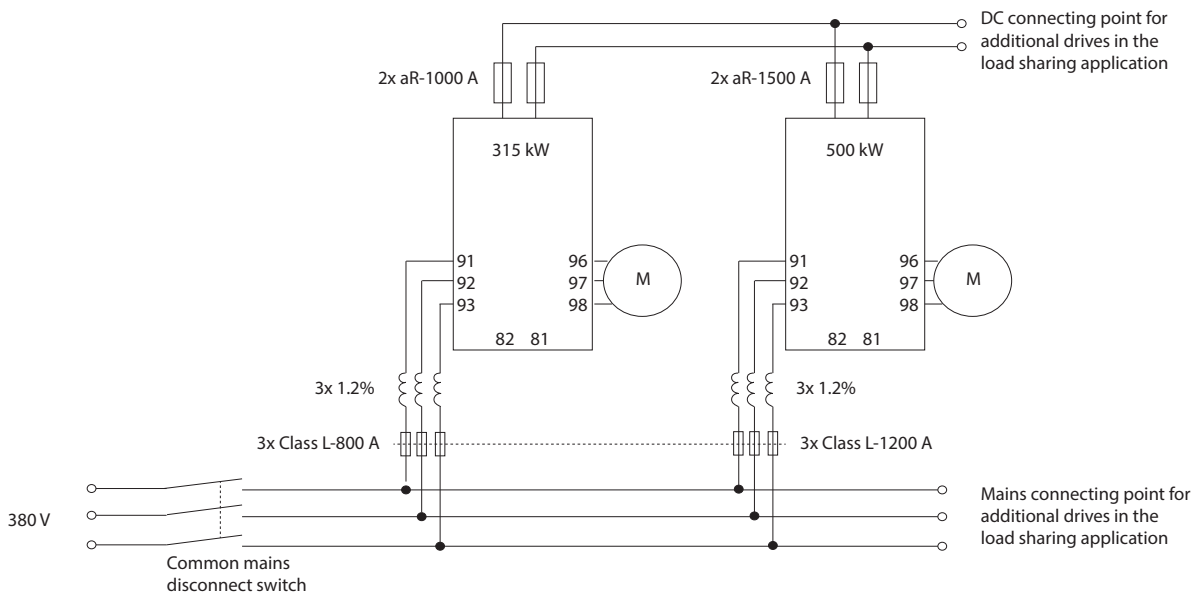 DC connecting point for
additional drives in the
load sharing application
2x aR-1000 A
2x aR-1500 A
315 kW
500 kW
91 96
92 97
93 98
M
82 81
91 96
92 97
93 98
M
82 81
3x 1.2%
3x 1.2%
3x Class L-800 A
3x Class L-1200 A
380 V
Common mains
disconnect switch
Mains connecting point for
additional drives in the
load sharing application